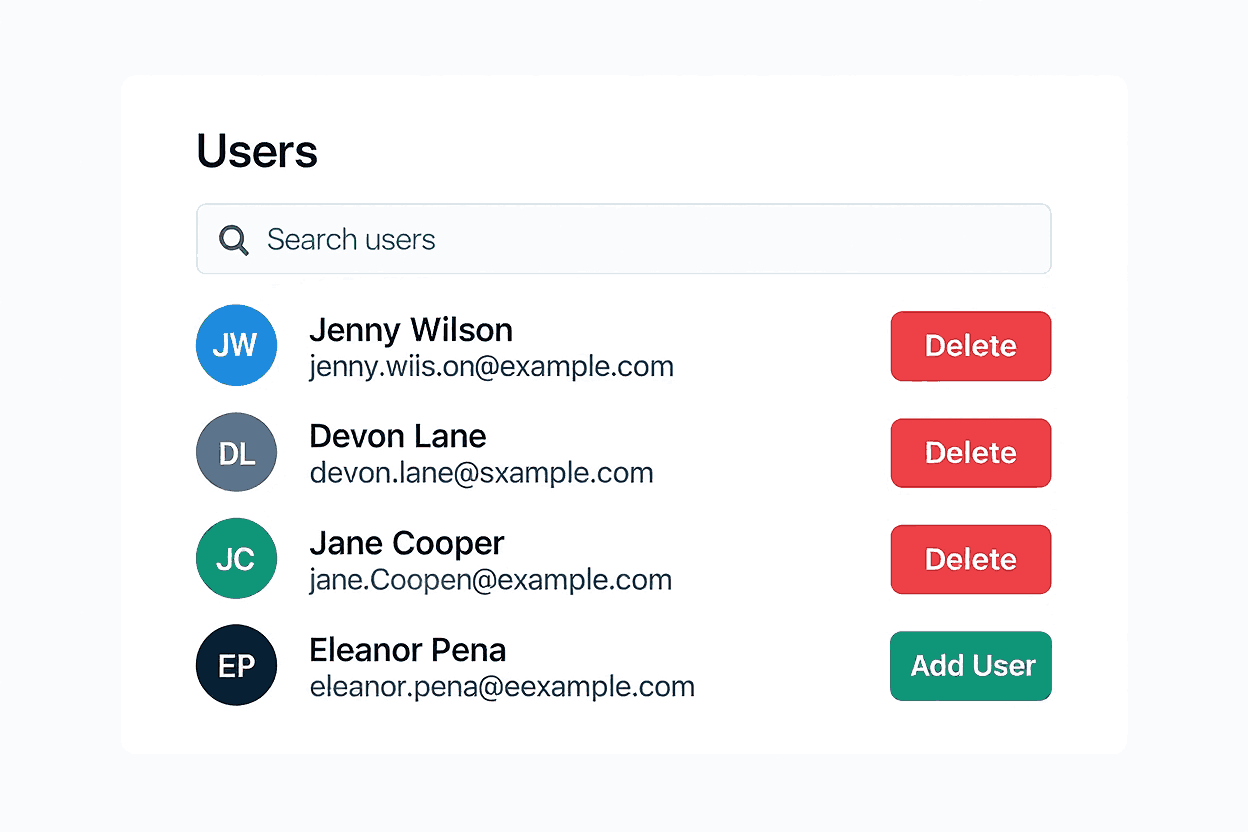 Users
Search users
JW
Jenny Wilson
jenny.wiis.on@example.com
Delete
DL
Devon Lane
devon.lane@sxample.com
Delete
JC
Jane Cooper
jane.Coopen@example.com
Delete
EP
Eleanor Pena
eleanor.pena@eexample.com
Add User